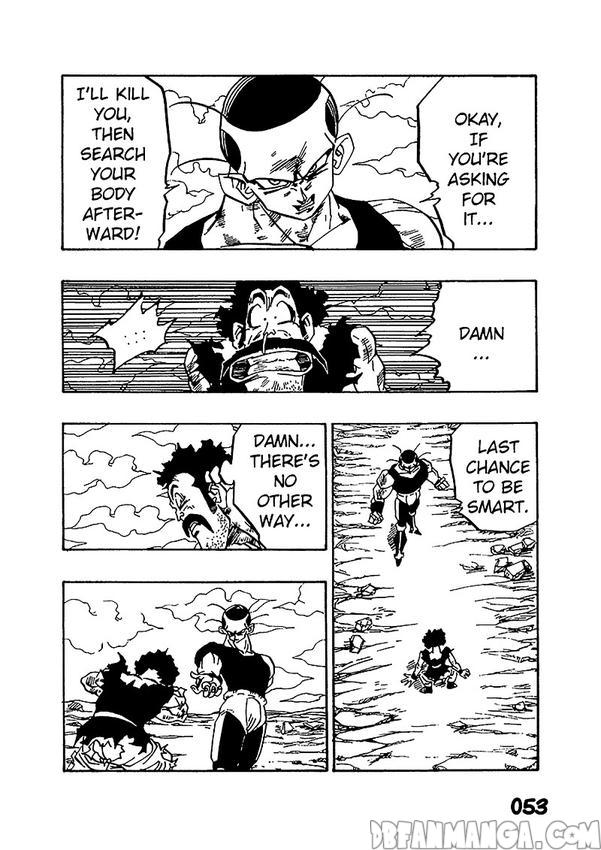 OKAY,
IF
YOU'RE
ASKING
FOR
IT...
I'LL KILL
YOU,
THEN
SEARCH
YOUR
BODY
AFTER-
WARD!
DAMN
...
....
LAST
CHANCE
TO BE
SMART.
DAMN...
THERE'S
NO
OTHER
WAY...
053
DBFANMANGA.COM